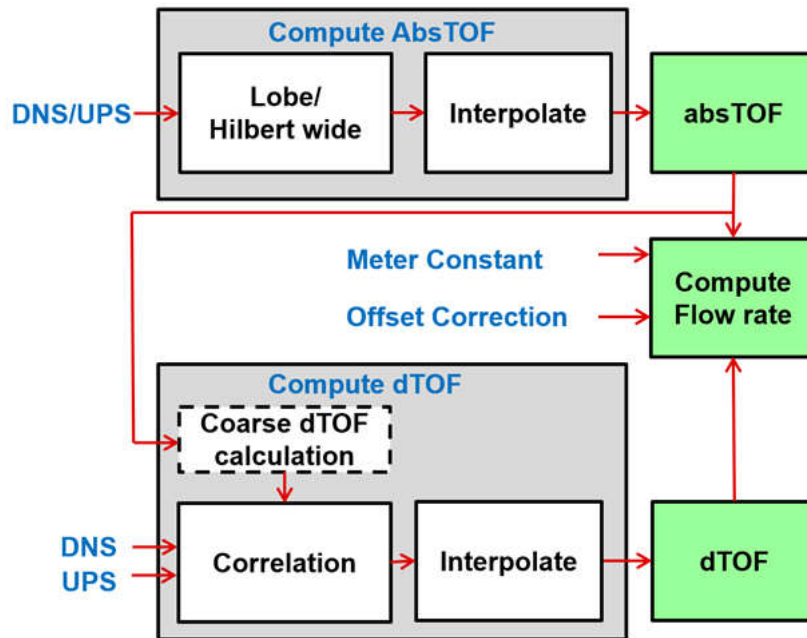 Compute AbsTOF
DNS/UPS
Lobe/
Hilbert wide
Interpolate
absTOF
Meter Constant
Offset Correction
Compute
Flow rate
Compute dTOF
Coarse dTOF
calculation
DNS
UPS
Correlation
Interpolate
dTOF